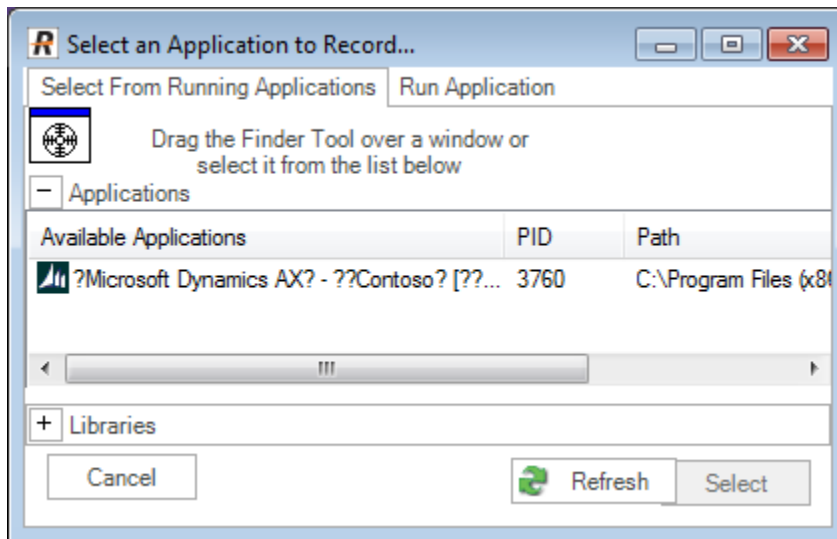 Select an Application to Record...
Select From Running Applications Run Application
Drag the Finder Tool over a window or
select it from the list below
− Applications
Available Applications PID Path
?Microsoft Dynamics AX? - ??Contoso? [??... 3760 C:\Program Files (x8
+ Libraries
Cancel Refresh Select